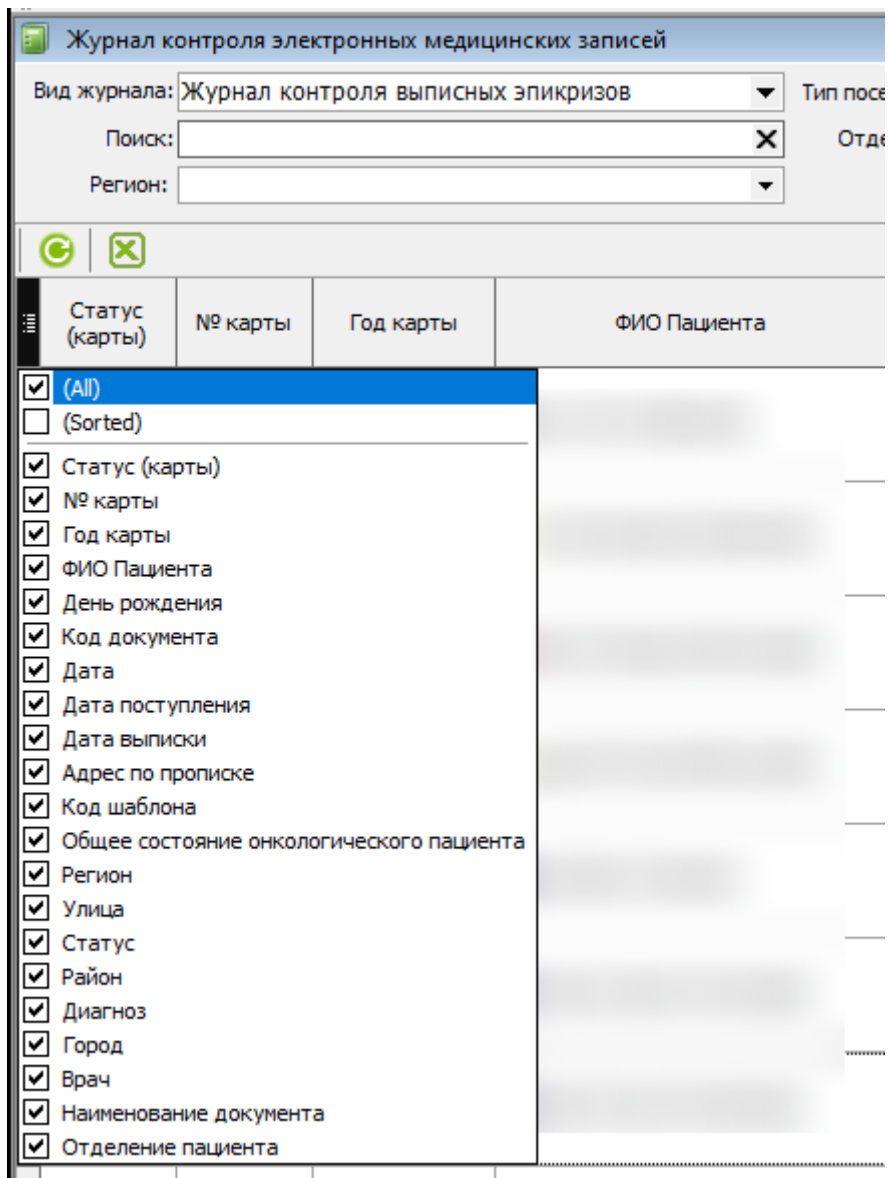 Журнал контроля электронных медицинских записей
Вид журнала: Журнал контроля выписных эпикризов Тип посе
Поиск: Отде
Регион:
Статус (карты) № карты Год карты ФИО Пациента
(All)
(Sorted)
Статус (карты)
№ карты
Год карты
ФИО Пациента
День рождения
Код документа
Дата
Дата поступления
Дата выписки
Адрес по прописке
Код шаблона
Общее состояние онкологического пациента
Регион
Улица
Статус
Район
Диагноз
Город
Врач
Наименование документа
Отделение пациента